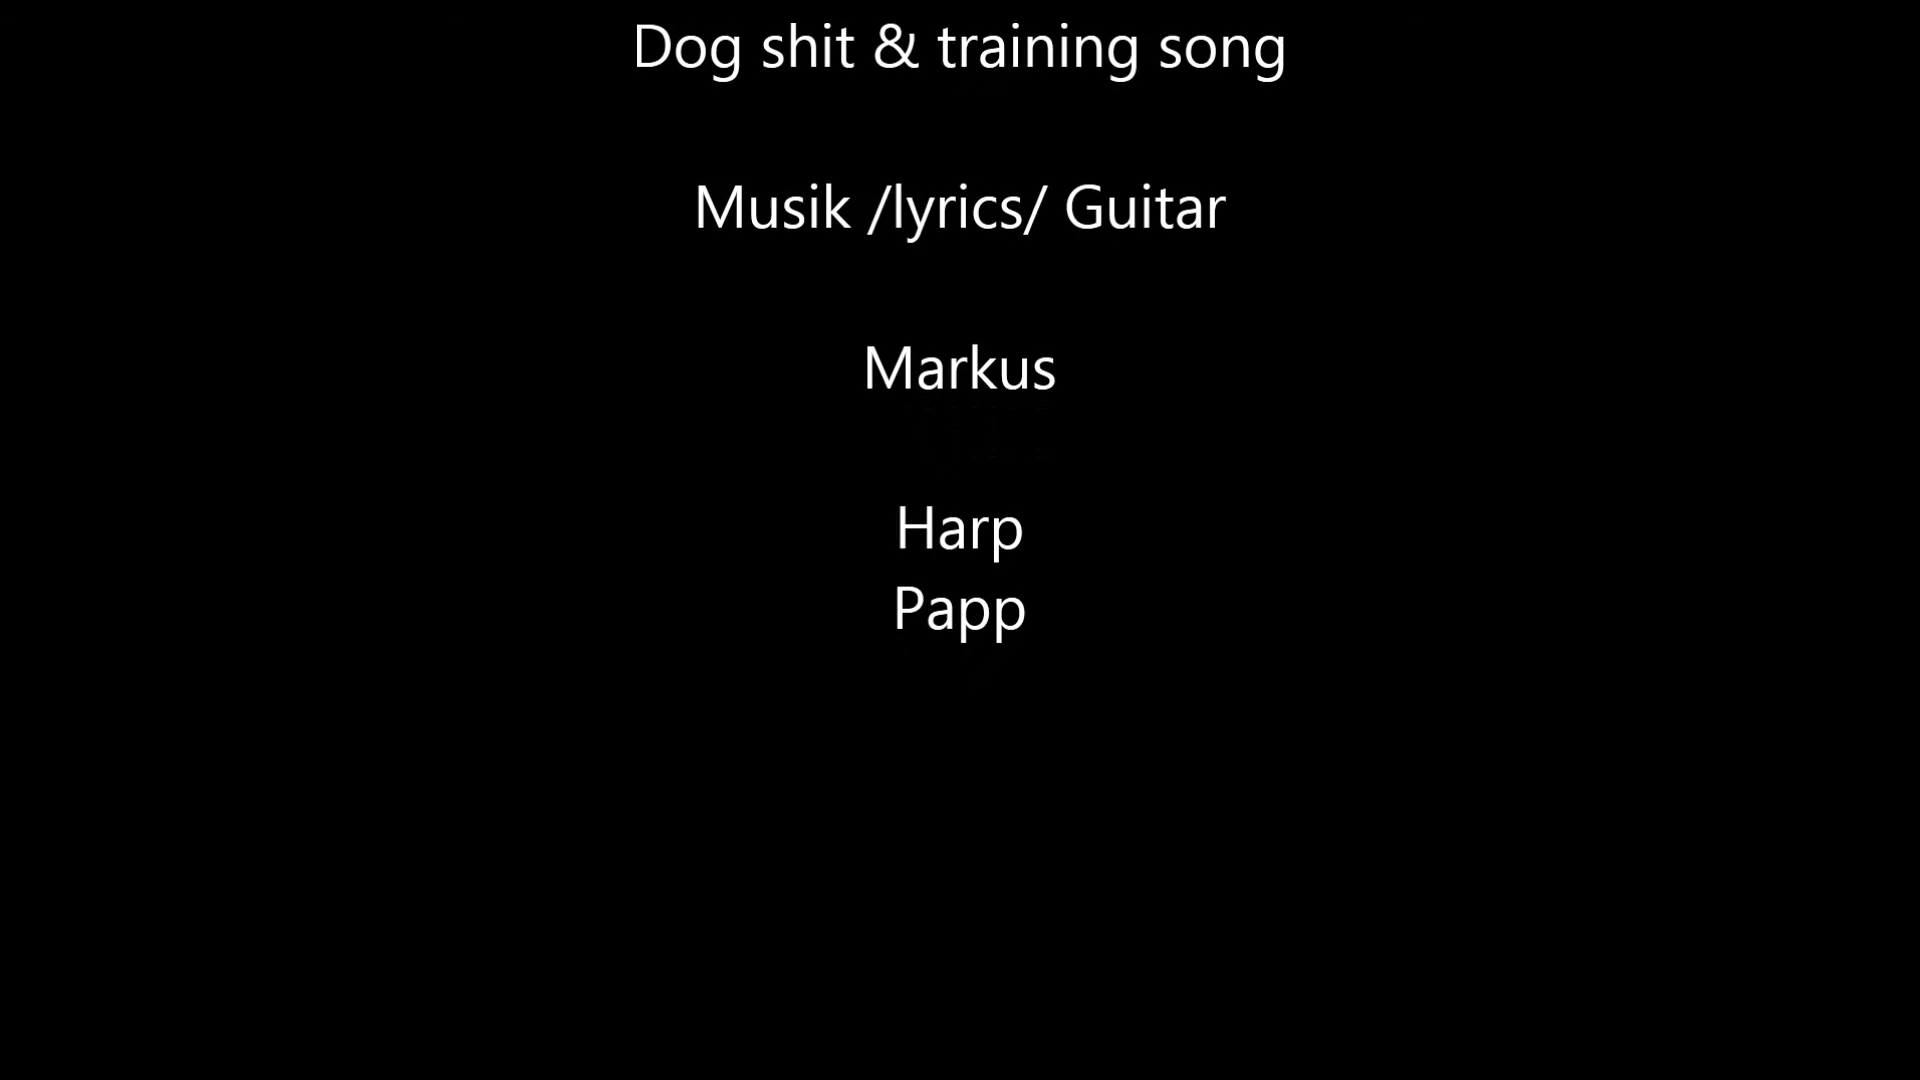 Dog shit & training song
Musik /lyrics/ Guitar
Markus
Harp
Papp